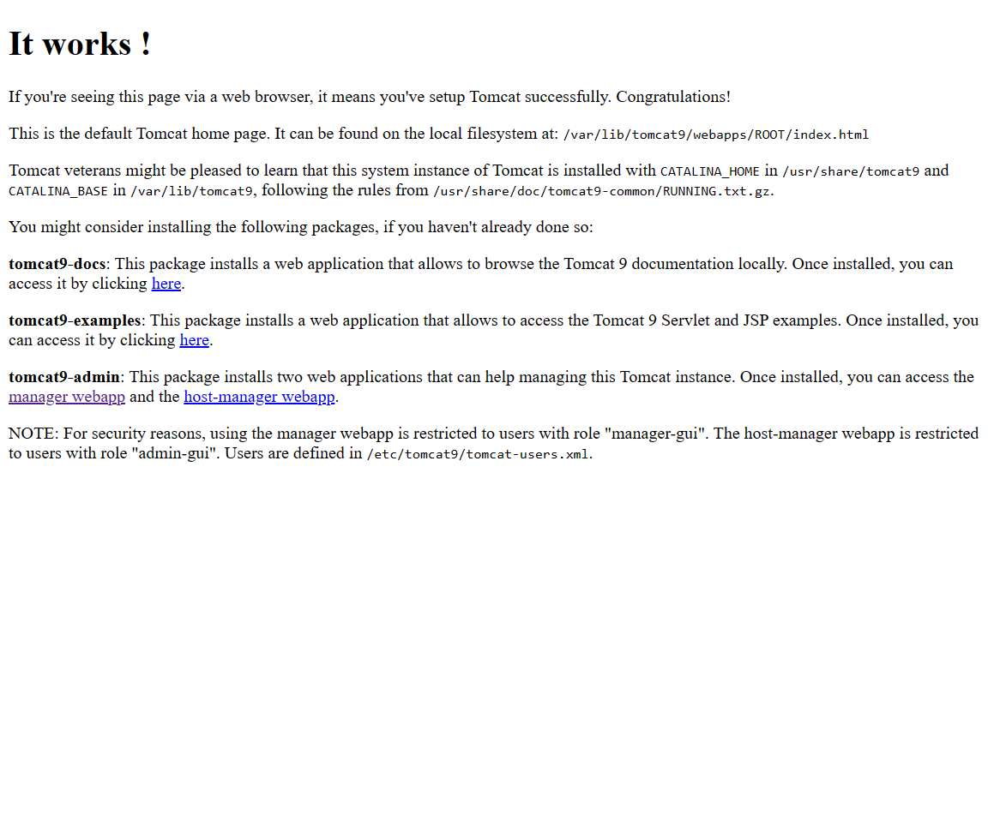 It works !
If you're seeing this page via a web browser, it means you've setup Tomcat successfully. Congratulations!
This is the default Tomcat home page. It can be found on the local filesystem at: /var/lib/tomcat9/webapps/ROOT/index.html
Tomcat veterans might be pleased to learn that this system instance of Tomcat is installed with CATALINA_HOME in /usr/share/tomcat9 and
CATALINA_BASE in /var/lib/tomcat9, following the rules from /usr/share/doc/tomcat9-common/RUNNING.txt.gz.
You might consider installing the following packages, if you haven't already done so:
tomcat9-docs: This package installs a web application that allows to browse the Tomcat 9 documentation locally. Once installed, you can
access it by clicking here.
tomcat9-examples: This package installs a web application that allows to access the Tomcat 9 Servlet and JSP examples. Once installed, you
can access it by clicking here.
tomcat9-admin: This package installs two web applications that can help managing this Tomcat instance. Once installed, you can access the
manager webapp and the host-manager webapp.
NOTE: For security reasons, using the manager webapp is restricted to users with role "manager-gui". The host-manager webapp is restricted
to users with role "admin-gui". Users are defined in /etc/tomcat9/tomcat-users.xml.